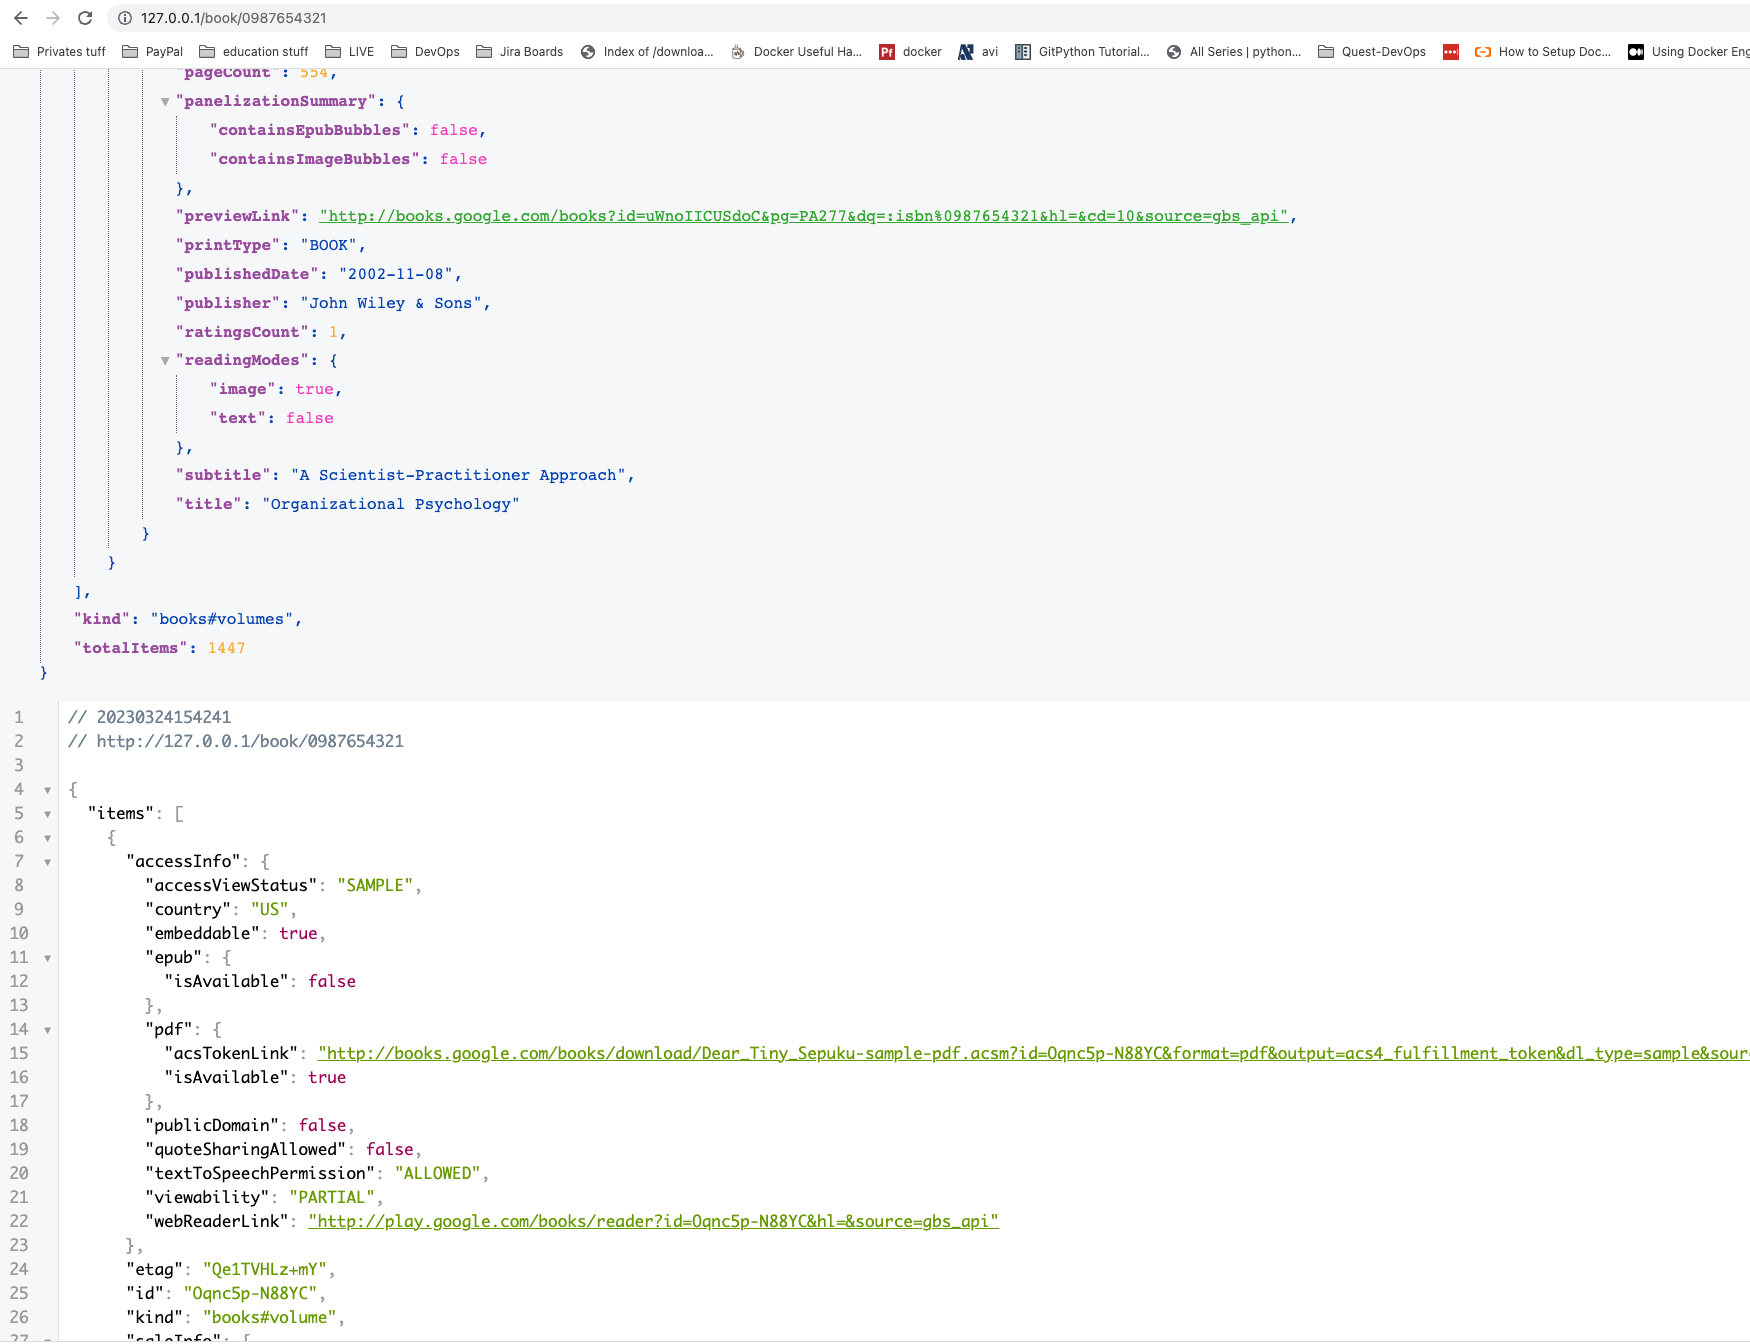 127.0.0.1/book/0987654321
Privates tuff PayPal education stuff LIVE DevOps Jira Boards Index of /downloa... Docker Useful Ha... docker avi GitPython Tutorial... All Series | python... Quest-DevOps How to Setup Doc... Using Docker Eng
"pageCount": 554,
"panelizationSummary": {
"containsEpubBubbles": false,
"containsImageBubbles": false
},
"previewLink": "http://books.google.com/books?id=uWnoIICUSdoC&pg=PA277&dq=:isbn%0987654321&hl=&cd=10&source=gbs_api",
"printType": "BOOK",
"publishedDate": "2002-11-08",
"publisher": "John Wiley & Sons",
"ratingsCount": 1,
"readingModes": {
"image": true,
"text": false
},
"subtitle": "A Scientist-Practitioner Approach",
"title": "Organizational Psychology"
}
}
],
"kind": "books#volumes",
"totalItems": 1447
}
1 // 20230324154241
2 // http://127.0.0.1/book/0987654321
3
4 {
5 "items": [
6 {
7 "accessInfo": {
8 "accessViewStatus": "SAMPLE",
9 "country": "US",
10 "embeddable": true,
11 "epub": {
12 "isAvailable": false
13 },
14 "pdf": {
15 "acsTokenLink": "http://books.google.com/books/download/Dear_Tiny_Sepuku-sample-pdf.acsm?id=Oqnc5p-N88YC&format=pdf&output=acs4_fulfillment_token&dl_type=sample&sour
16 "isAvailable": true
17 },
18 "publicDomain": false,
19 "quoteSharingAllowed": false,
20 "textToSpeechPermission": "ALLOWED",
21 "viewability": "PARTIAL",
22 "webReaderLink": "http://play.google.com/books/reader?id=Oqnc5p-N88YC&hl=&source=gbs_api"
23 },
24 "etag": "Qe1TVHLz+mY",
25 "id": "Oqnc5p-N88YC",
26 "kind": "books#volume",
27 "saleInfo": {